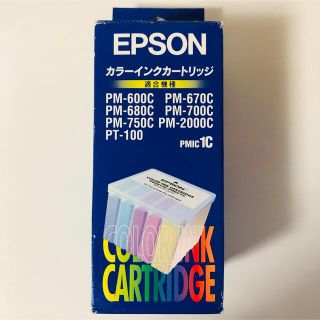 EPSON
カラーインクカートリッジ
適合機種
PM-600C PM-670C
PM-680C PM-700C
PM-750C PM-2000C
PT-100
PMIC1C
EPSON
COLOR INK
CARTRIDGE